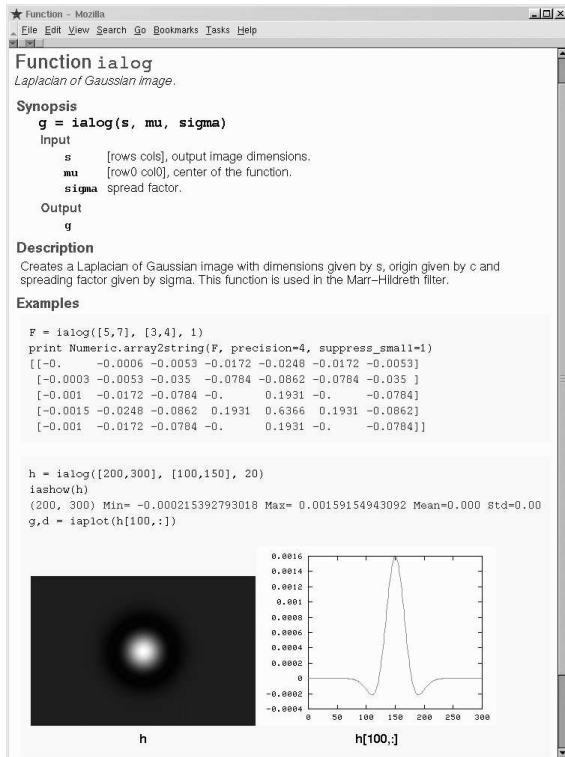 Function - Mozilla
File Edit View Search Go Bookmarks Tasks Help
Function ialog
Laplacian of Gaussian image.
Synopsis
g = ialog(s, mu, sigma)
Input
s [rows cols], output image dimensions.
mu [row0 col0], center of the function.
sigma spread factor.
Output
g
Description
Creates a Laplacian of Gaussian image with dimensions given by s, origin given by c and
spreading factor given by sigma. This function is used in the Marr-Hildreth filter.
Examples
F = ialog([5,7], [3,4], 1)
print Numeric.array2string(F, precision=4, suppress_small=1)
[[-0. -0.0006 -0.0053 -0.0172 -0.0248 -0.0172 -0.0053]
[-0.0003 -0.0053 -0.035 -0.0784 -0.0862 -0.0784 -0.035 ]
[-0.001 -0.0172 -0.0784 -0. 0.1931 -0. -0.0784]
[-0.0015 -0.0248 -0.0862 0.1931 0.6366 0.1931 -0.0862]
[-0.001 -0.0172 -0.0784 -0. 0.1931 -0. -0.0784]]
h = ialog([200,300], [100,150], 20)
iashow(h)
(200, 300) Min= -0.000215392793018 Max= 0.00159154943092 Mean=0.000 Std=0.00
g,d = iaplot(h[100,:])
0.0016
0.0014
0.0012
0.001
0.0008
0.0006
0.0004
0.0002
0
-0.0002
-0.0004
0 50 100 150 200 250 300
h h[100,:]